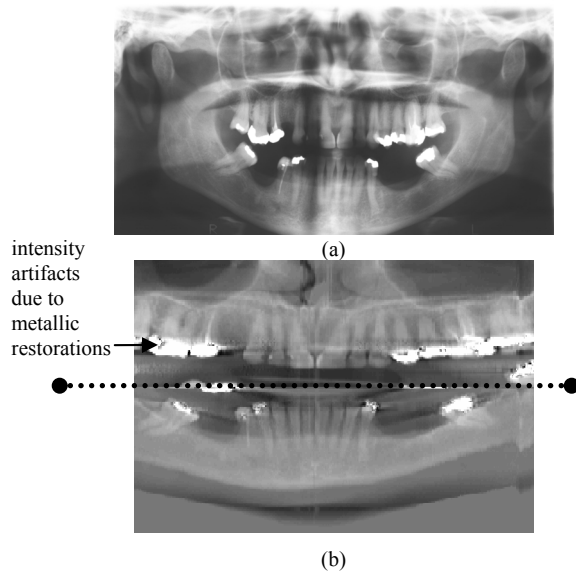 (a)
intensity
artifacts
due to
metallic
restorations
(b)